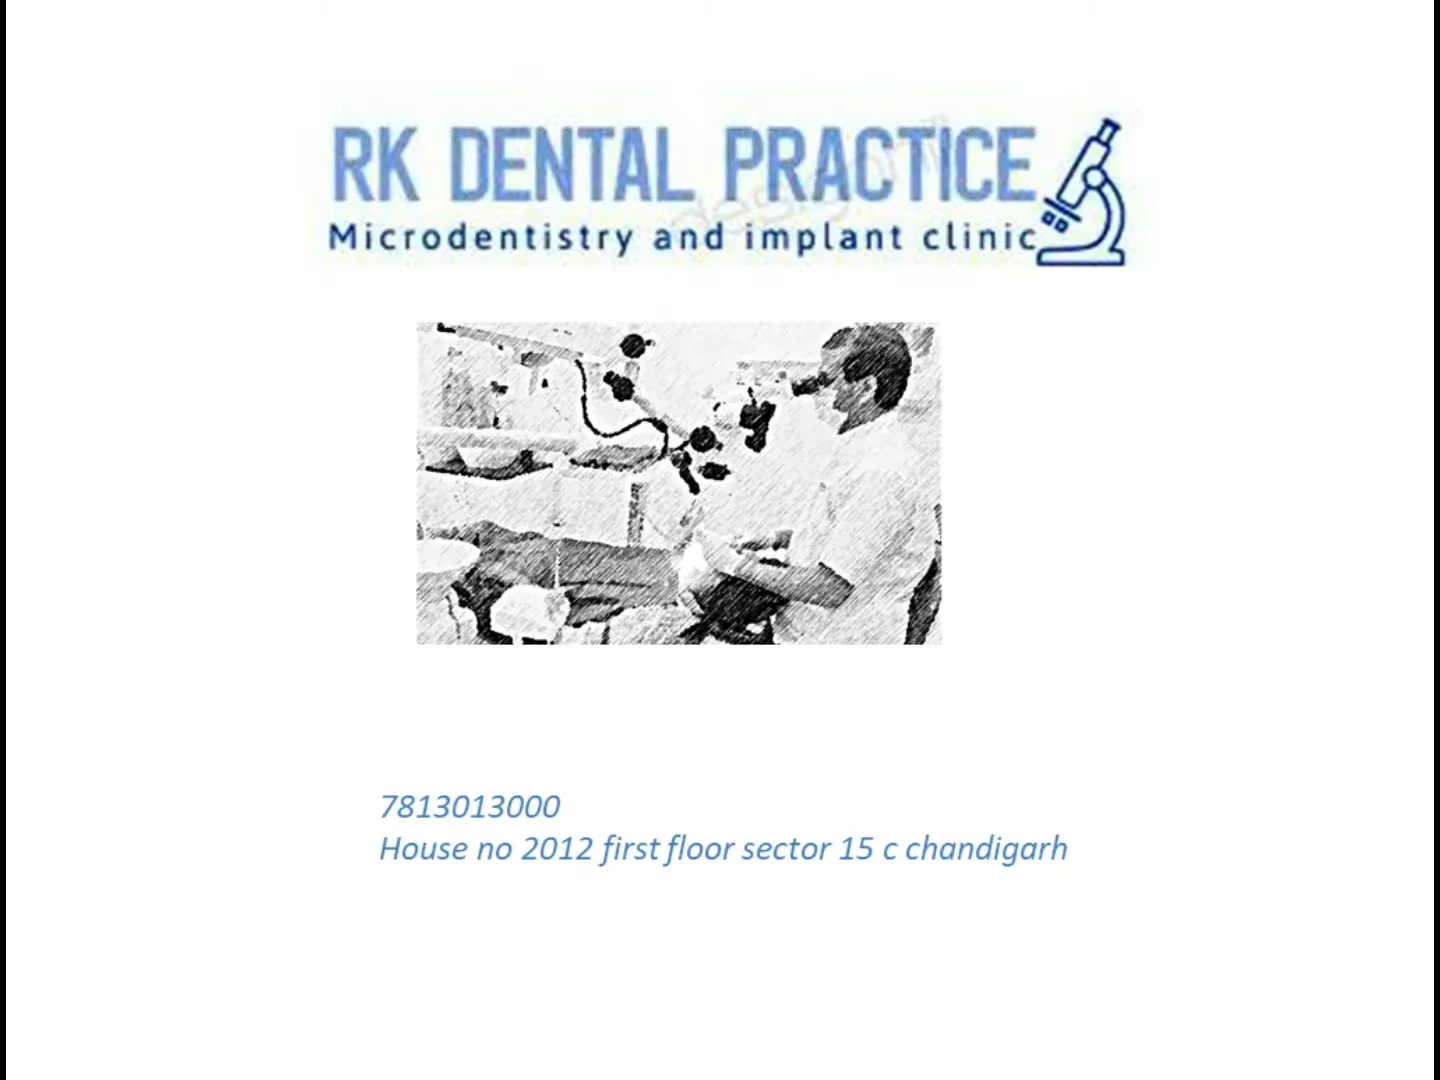 RK DENTAL PRACTICE
Microdentistry and implant clinic
7813013000
House no 2012 first floor sector 15 c chandigarh